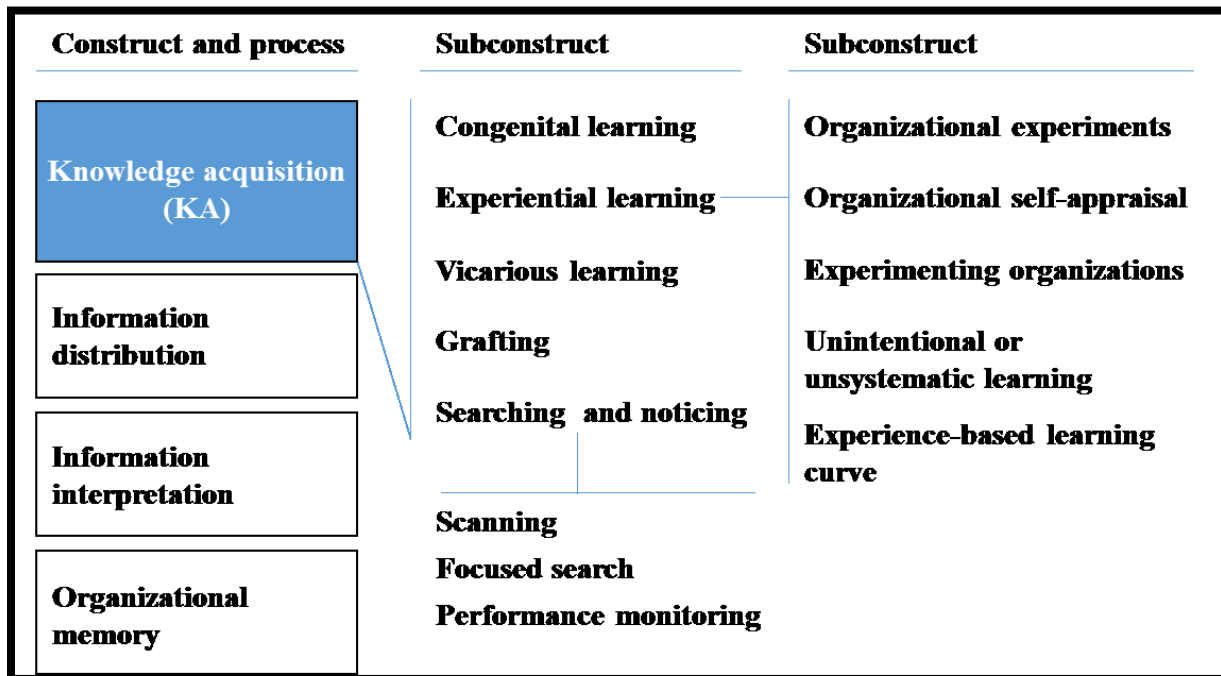 Construct and process
Knowledge acquisition
(KA)
Information
distribution
Information
interpretation
Organizational
memory
Subconstruct
Congenital learning
Experiential learning
Vicarious learning
Grafting
Searching and noticing
Scanning
Focused search
Performance monitoring
Subconstruct
Organizational experiments
Organizational self-appraisal
Experimenting organizations
Unintentional or
unsystematic learning
Experience-based learning
curve